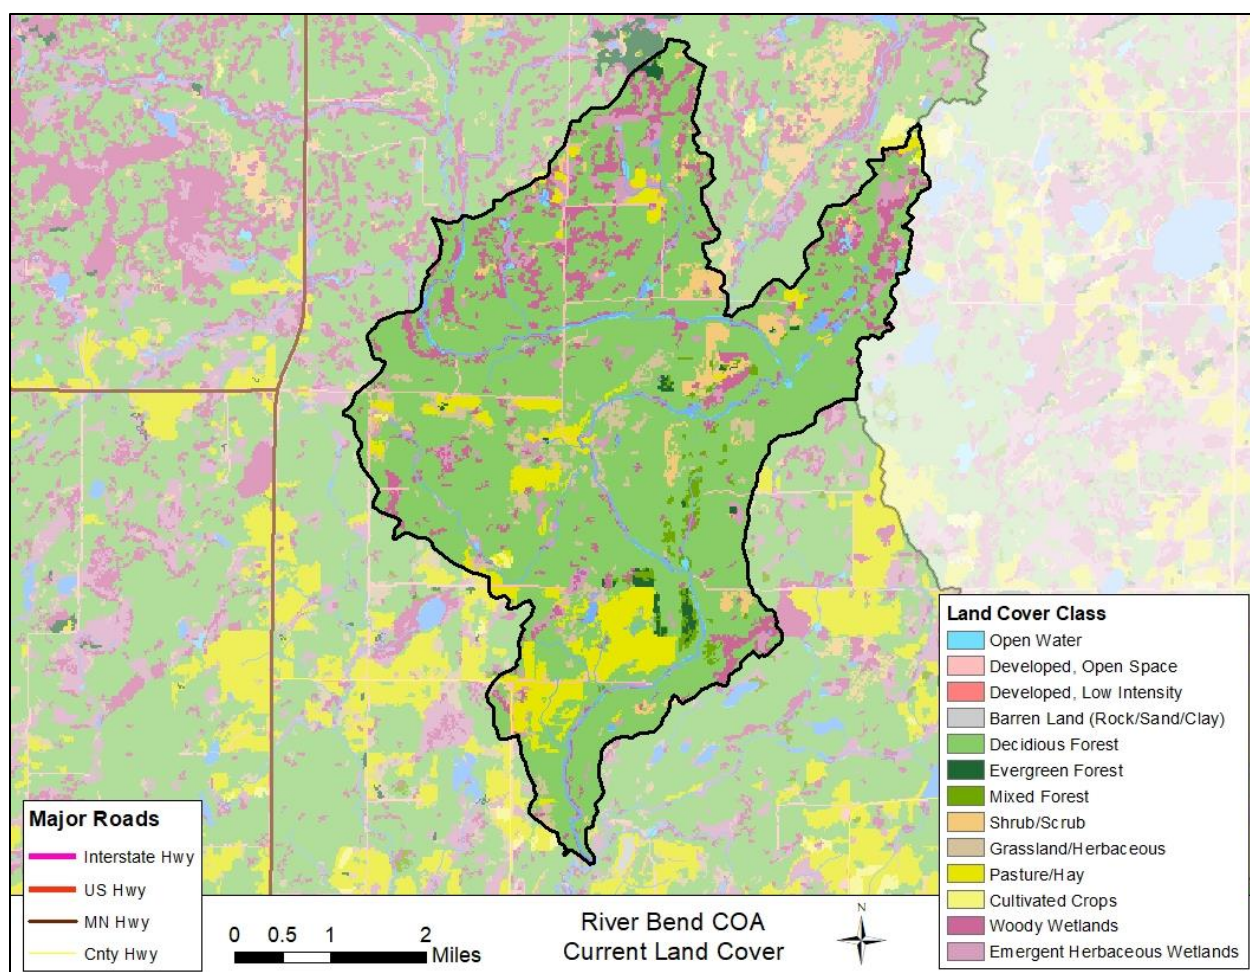 Land Cover Class
Open Water
Developed, Open Space
Developed, Low Intensity
Barren Land (Rock/Sand/Clay)
Decidious Forest
Evergreen Forest
Mixed Forest
Shrub/Scrub
Grassland/Herbaceous
Pasture/Hay
Cultivated Crops
Woody Wetlands
Emergent Herbaceous Wetlands
Major Roads
Interstate Hwy
US Hwy
MN Hwy
Cnty Hwy
0 0.5 1 2
Miles
River Bend COA
Current Land Cover
N